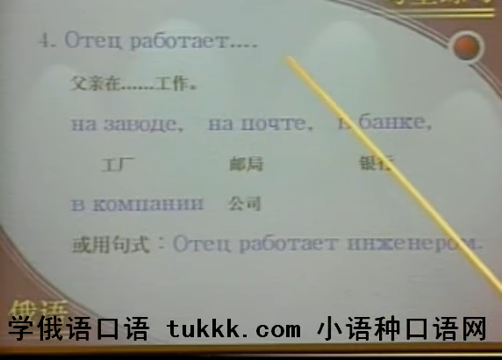 4. Отец работает....
父亲在......工作。
на заводе, на почте, в банке,
工厂 邮局 银行
в компании 公司
或用句式：Отец работает инженером.
俄语
学俄语口语 tukkk.com 小语种口语网